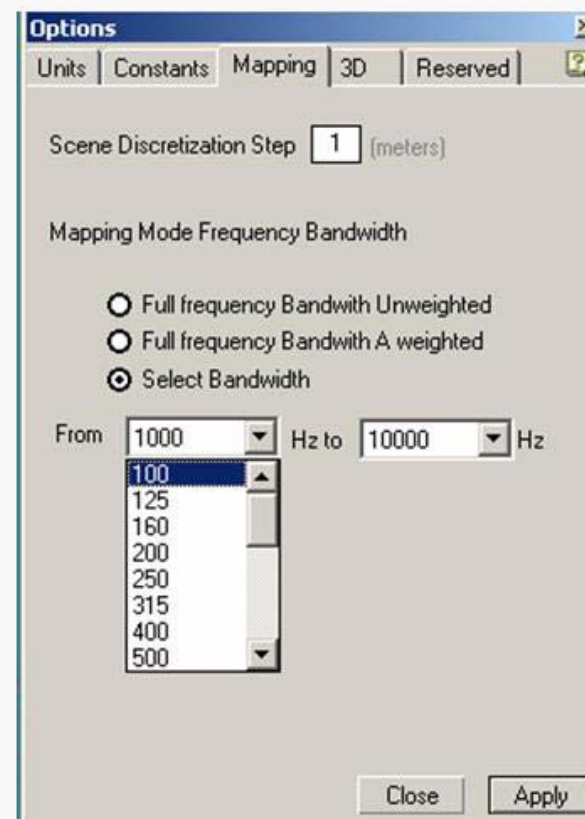 Options
Units Constants Mapping 3D Reserved ?
Scene Discretization Step 1 (meters)
Mapping Mode Frequency Bandwidth
Full frequency Bandwith Unweighted
Full frequency Bandwith A weighted
Select Bandwidth
From 1000 Hz to 10000 Hz
100
125
160
200
250
315
400
500
Close Apply